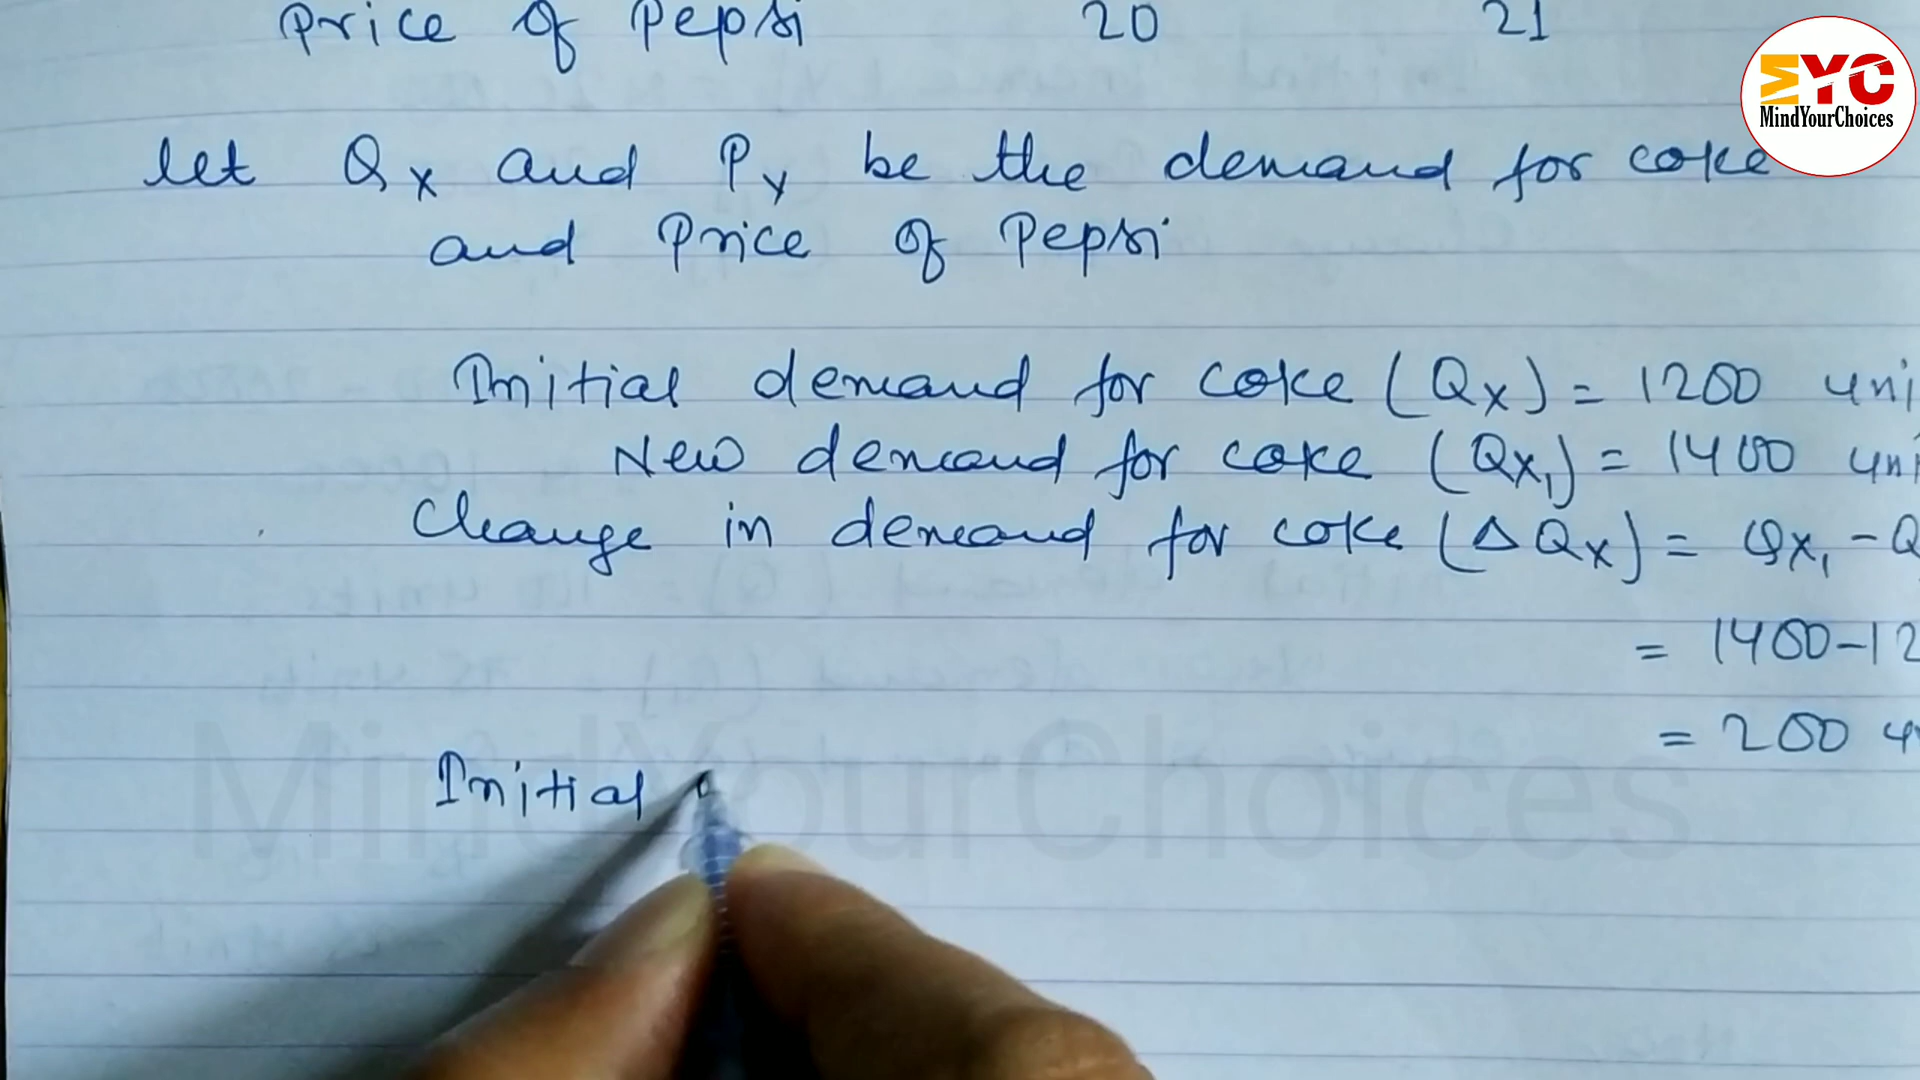 Price of Pepsi 20 21
MYC
MindYourChoices
let Qx and Py be the demand for coke
and Price of Pepsi
Initial demand for coke (Qx) = 1200 uni
New demand for coke (Qx1) = 1400 uni
Change in demand for coke (ΔQx) = Qx1 - Q
= 1400-12
= 200 u
MindYourChoices
Initial